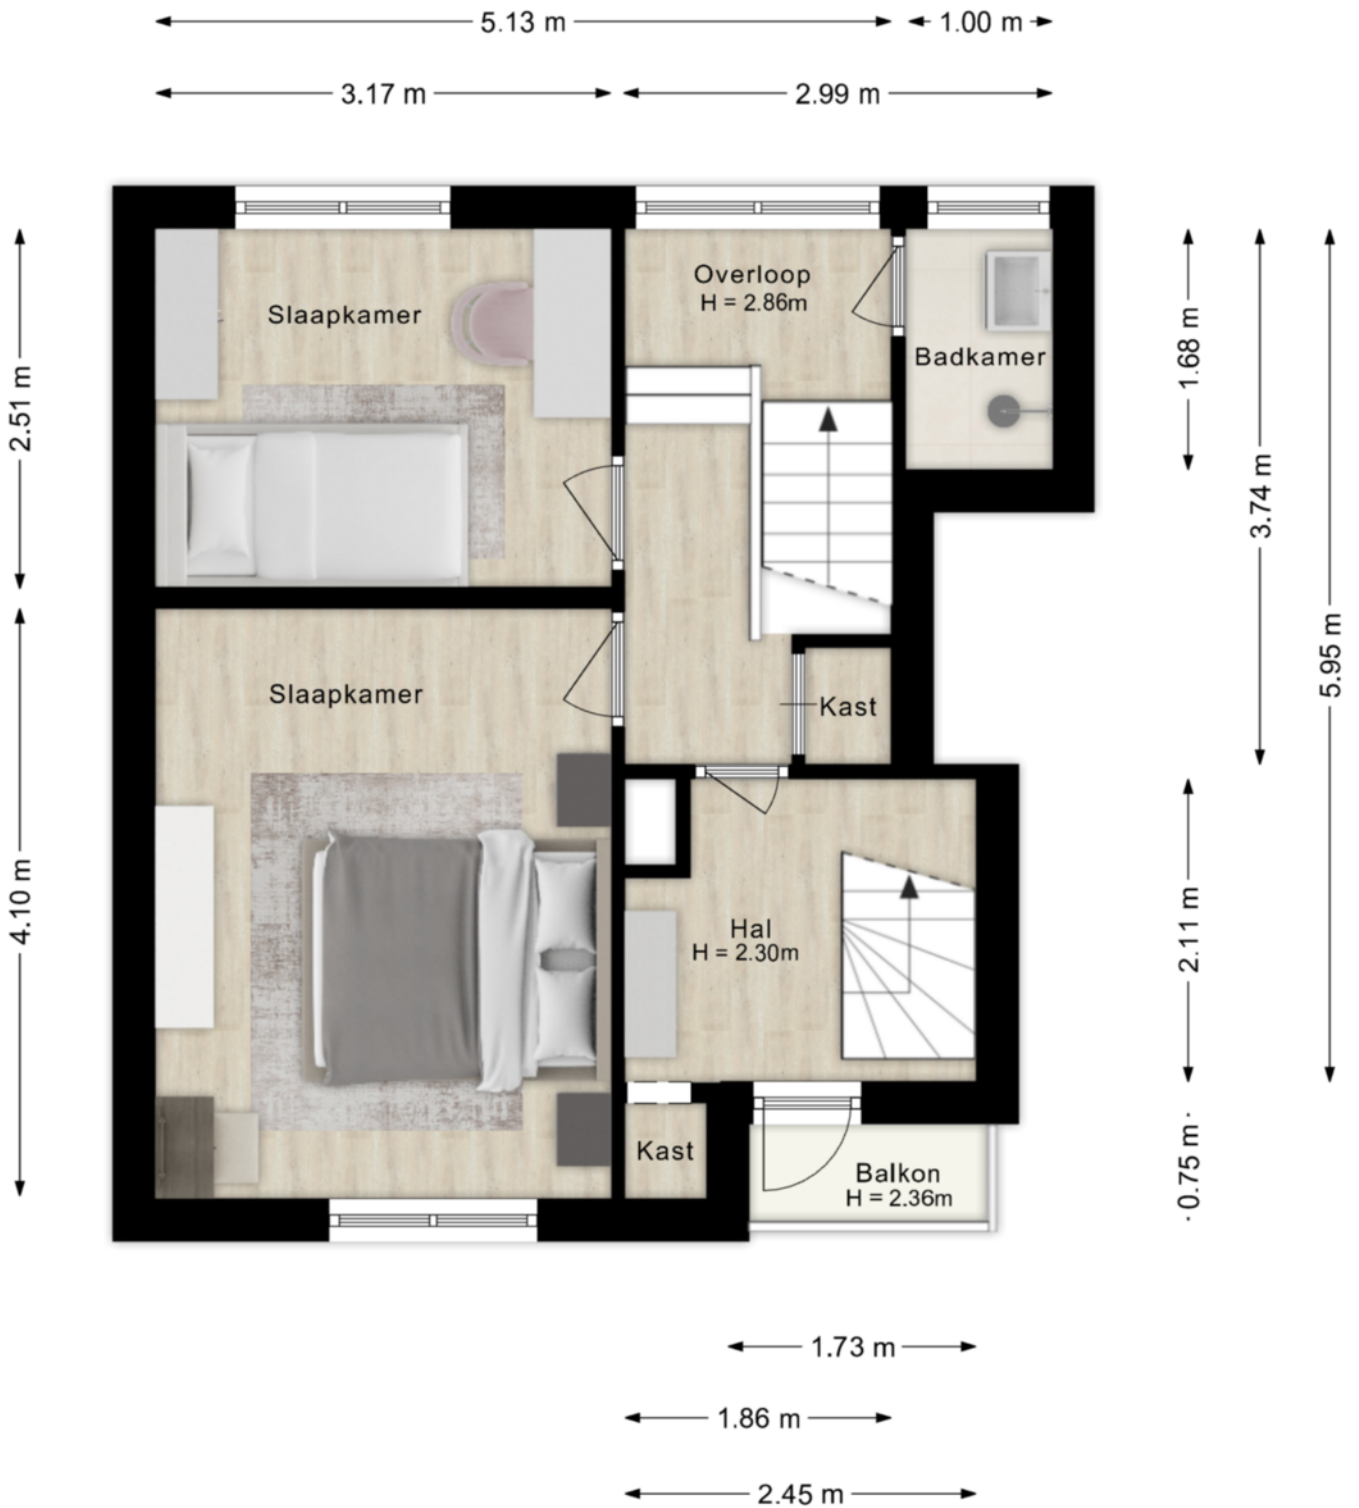 5.13 m
1.00 m
3.17 m
2.99 m
Slaapkamer
Overloop
H = 2.86m
Badkamer
2.51 m
1.68 m
3.74 m
5.95 m
Slaapkamer
Kast
4.10 m
Hal
H = 2.30m
2.11 m
Kast
Balkon
H = 2.36m
0.75 m
1.73 m
1.86 m
2.45 m